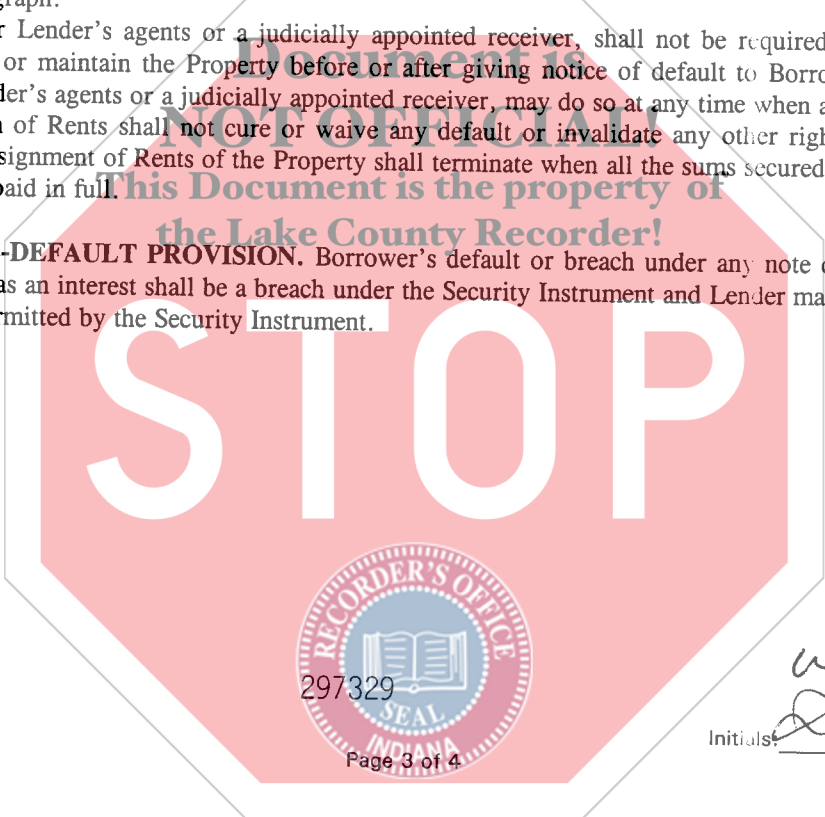 r Lender's agents or a judicially appointed receiver, shall not be required
or maintain the Property before or after giving notice of default to Borro
der's agents or a judicially appointed receiver, may do so at any time when a
of Rents shall not cure or waive any default or invalidate any other righ
signment of Rents of the Property shall terminate when all the sums secured
paid in full.
Document is
NOT OFFICIAL!
This Document is the property of
the Lake County Recorder!
-DEFAULT PROVISION. Borrower's default or breach under any note
as an interest shall be a breach under the Security Instrument and Lender ma
mitted by the Security Instrument.
STOP
RECORDER'S OFFICE
297329
SEAL
INDIANA
Initials:
Page 3 of 4